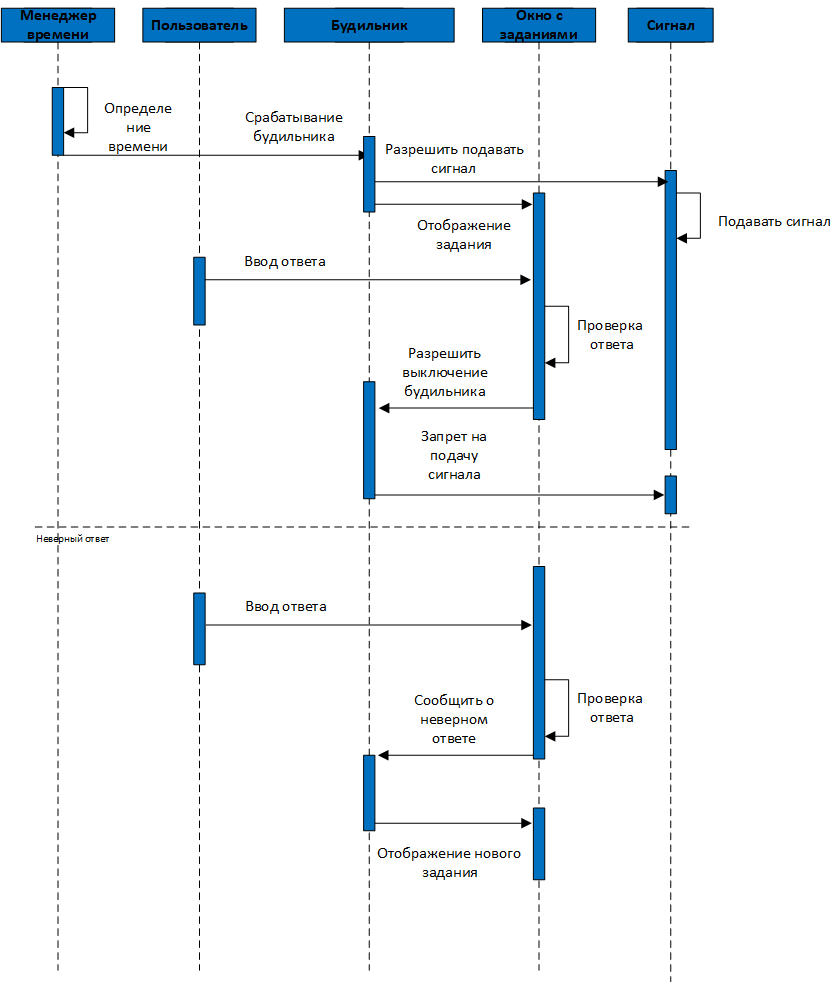 Менеджер
времени
Пользователь
Будильник
Окно с
заданиями
Сигнал
Определе
ние
времени
Срабатывание
будильника
Разрешить подавать
сигнал
Подавать сигнал
Отображение
задания
Ввод ответа
Проверка
ответа
Разрешить
выключение
будильника
Запрет на
подачу
сигнала
Неверный ответ
Ввод ответа
Сообщить о
неверном
ответе
Проверка
ответа
Отображение нового
задания